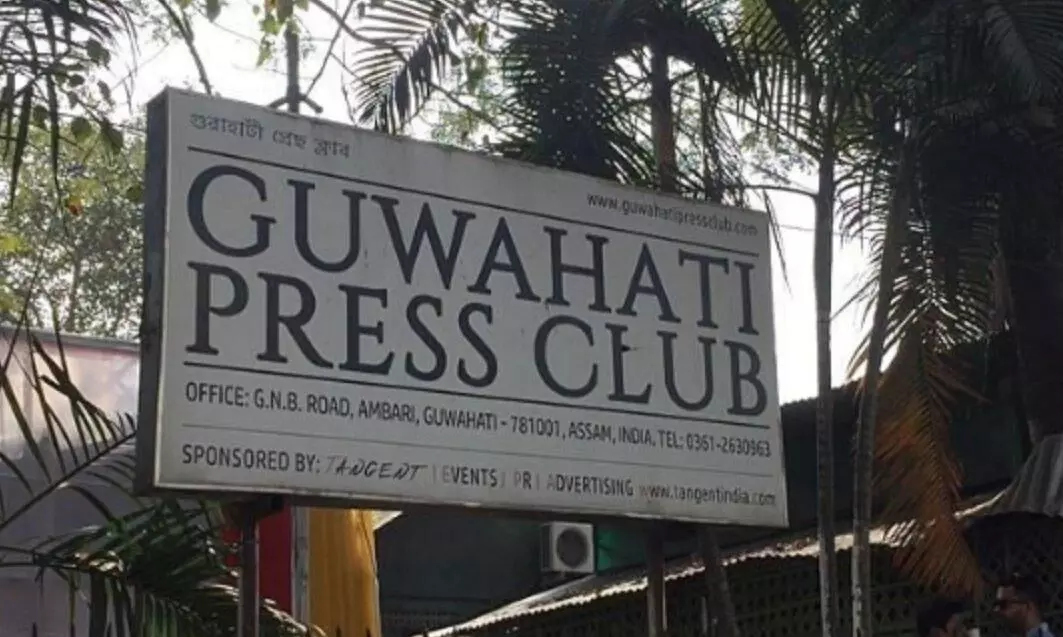 গুৱাহাটী প্ৰেছ ক্লাব
www.guwahatipressclub.com
GUWAHATI
PRESS CLUB
OFFICE: G.N.B. ROAD, AMBARI, GUWAHATI - 781001, ASSAM, INDIA. TEL: 0361-2630963
SPONSORED BY: TANGENT | EVENTS | PR | ADVERTISING www.tangentindia.com